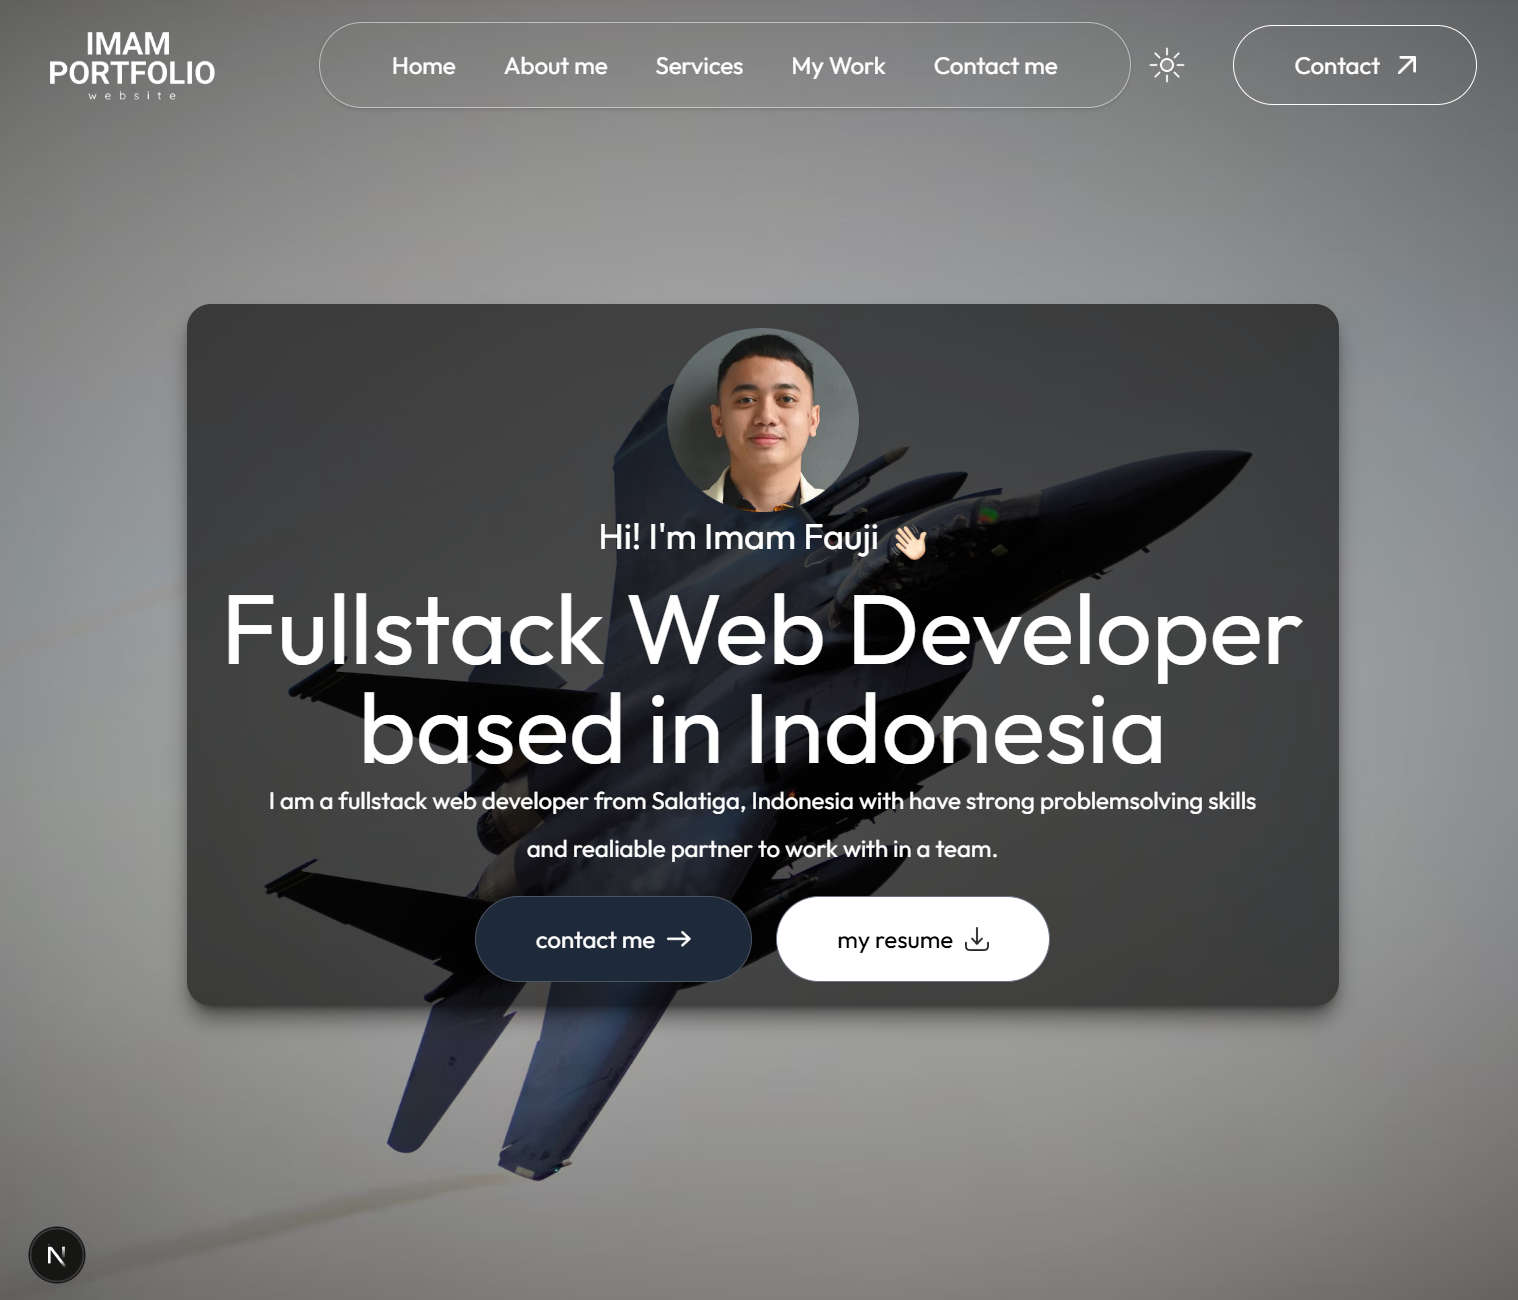 IMAM
PORTFOLIO
website
Home About me Services My Work Contact me
Contact
Hi! I'm Imam Fauji
Fullstack Web Developer
based in Indonesia
I am a fullstack web developer from Salatiga, Indonesia with have strong problemsolving skills
and realiable partner to work with in a team.
contact me
my resume
N